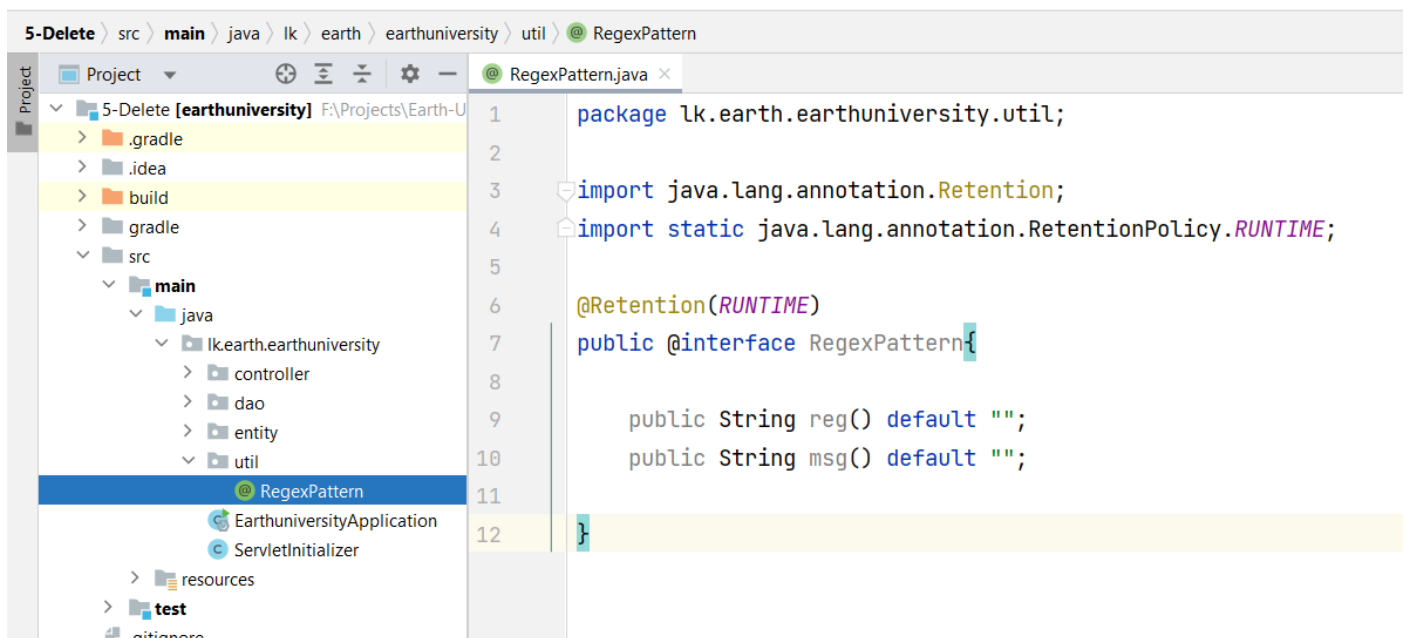 5-Delete 〉 src 〉 main 〉 java 〉 lk 〉 earth 〉 earthuniversity 〉 util 〉 @ RegexPattern
Project
Project
@ RegexPattern.java ×
5-Delete [earthuniversity] F:\Projects\Earth-U
.gradle
.idea
build
gradle
src
main
java
lk.earth.earthuniversity
controller
dao
entity
util
@ RegexPattern
C EarthuniversityApplication
C ServletInitializer
resources
test
.gitignore
1 package lk.earth.earthuniversity.util;
2
3 import java.lang.annotation.Retention;
4 import static java.lang.annotation.RetentionPolicy.RUNTIME;
5
6 @Retention(RUNTIME)
7 public @interface RegexPattern{
8
9 public String reg() default "";
10 public String msg() default "";
11
12 }